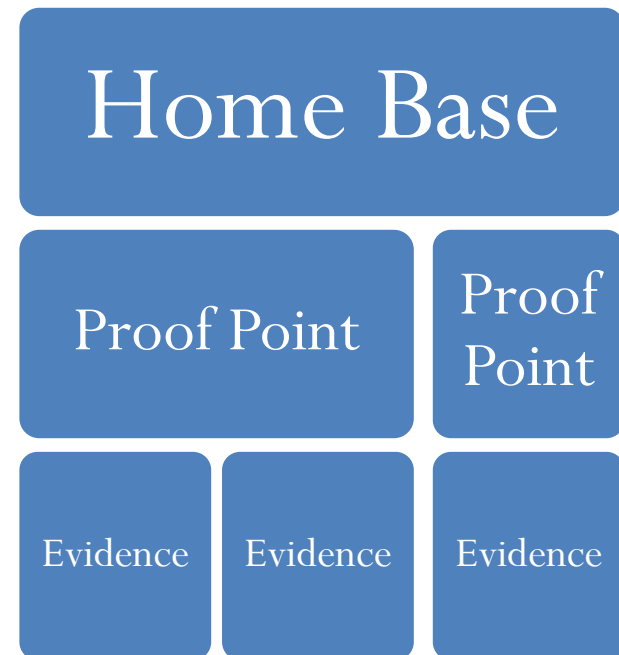 Home Base
Proof Point
Proof
Point
Evidence
Evidence
Evidence